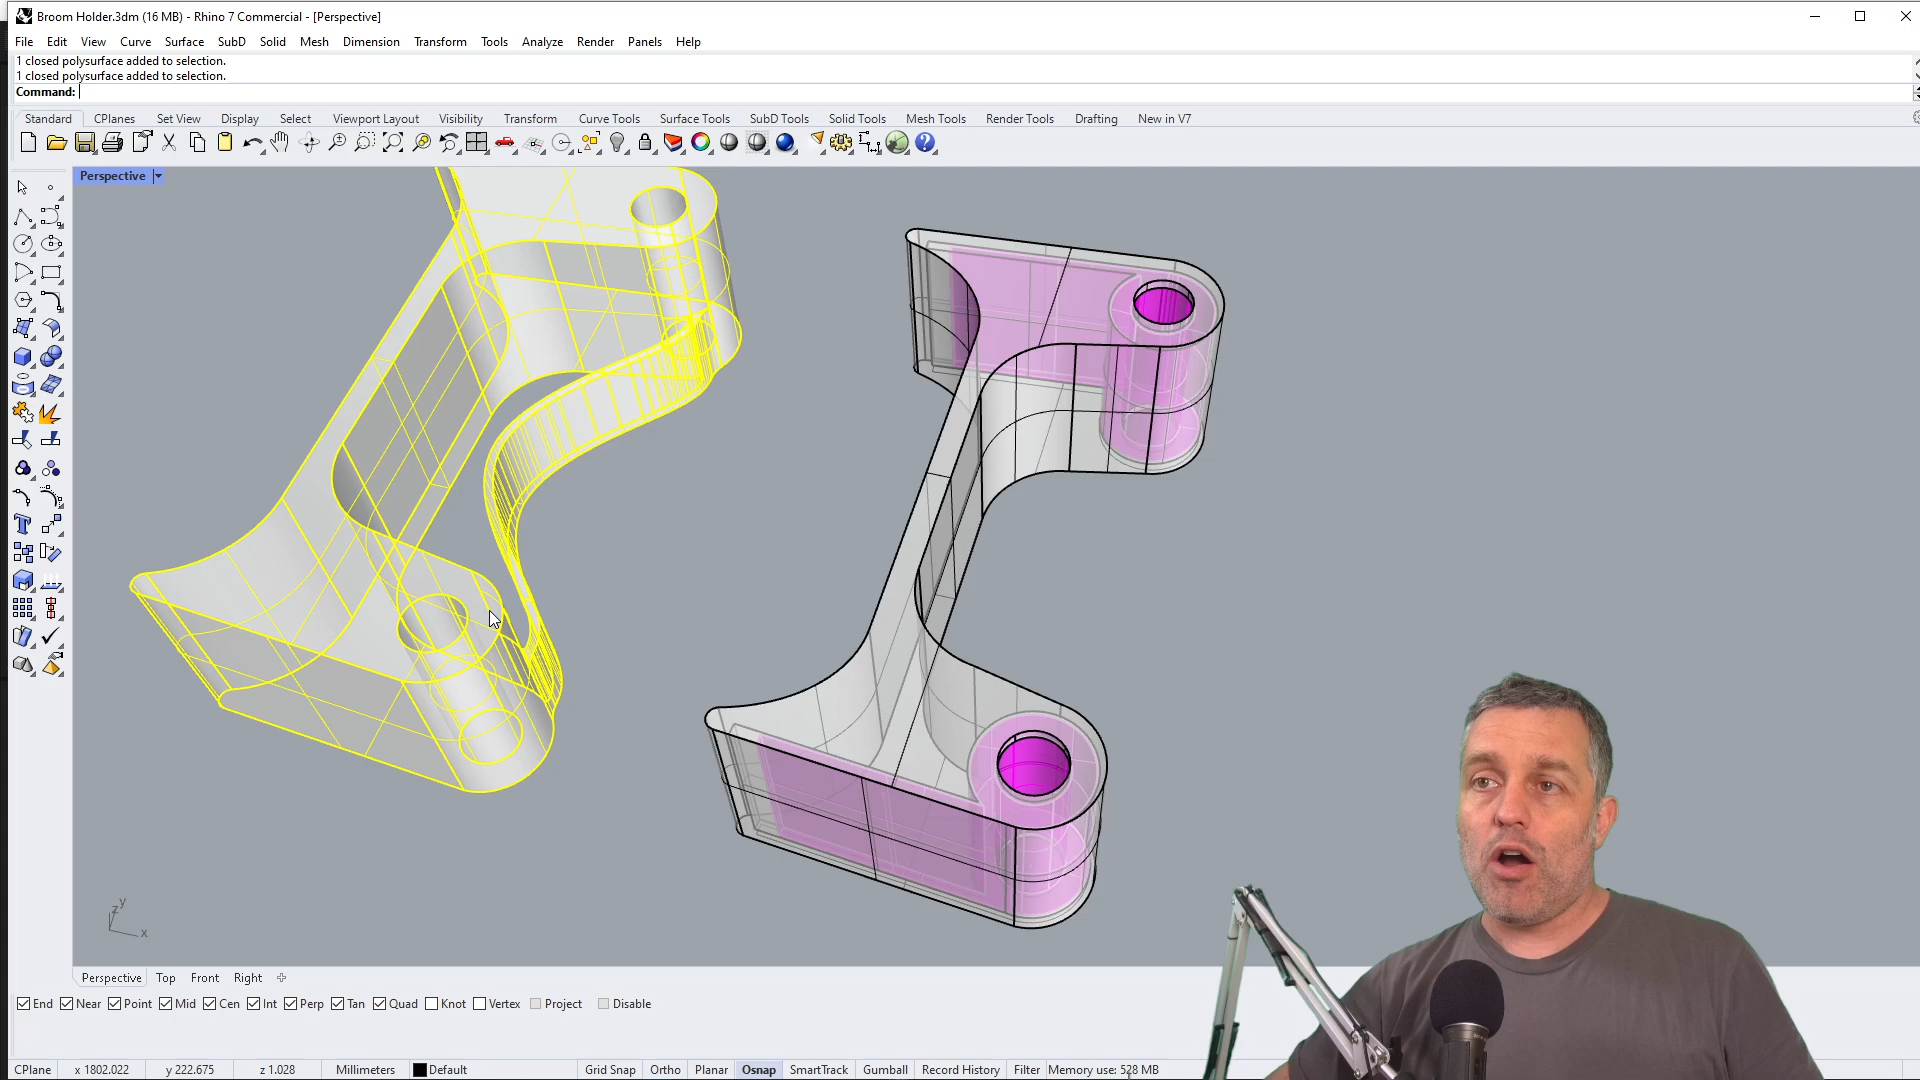 Broom Holder.3dm (16 MB) - Rhino 7 Commercial - [Perspective]
File Edit View Curve Surface SubD Solid Mesh Dimension Transform Tools Analyze Render Panels Help
1 closed polysurface added to selection.
1 closed polysurface added to selection.
Command:
Standard CPlanes Set View Display Select Viewport Layout Visibility Transform Curve Tools Surface Tools SubD Tools Solid Tools Mesh Tools Render Tools Drafting New in V7
Perspective
z y x
Perspective Top Front Right
End Near Point Mid Cen Int Perp Tan Quad Knot Vertex Project Disable
CPlane x 1802.022 y 222.675 z 1.028 Millimeters Default Grid Snap Ortho Planar Osnap SmartTrack Gumball Record History Filter Memory use: 528 MB